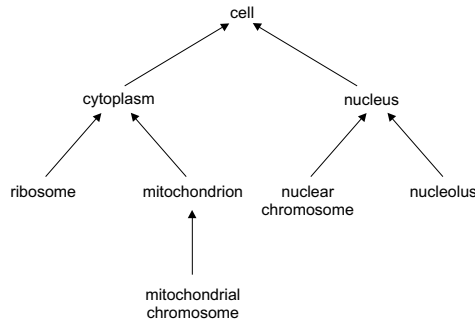 cell
cytoplasm
nucleus
ribosome
mitochondrion
nuclear
chromosome
nucleolus
mitochondrial
chromosome